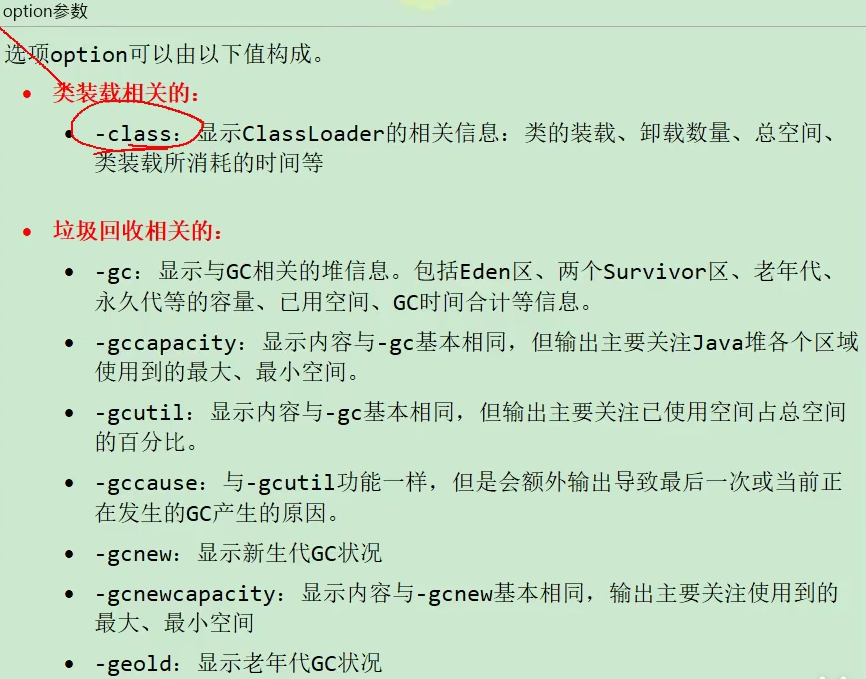 option参数
选项option可以由以下值构成。
• 类装载相关的：
• -class：显示ClassLoader的相关信息：类的装载、卸载数量、总空间、
类装载所消耗的时间等
• 垃圾回收相关的：
• -gc：显示与GC相关的堆信息。包括Eden区、两个Survivor区、老年代、
永久代等的容量、已用空间、GC时间合计等信息。
• -gccapacity：显示内容与-gc基本相同，但输出主要关注Java堆各个区域
使用到的最大、最小空间。
• -gcutil：显示内容与-gc基本相同，但输出主要关注已使用空间占总空间
的百分比。
• -gccause：与-gcutil功能一样，但是会额外输出导致最后一次或当前正
在发生的GC产生的原因。
• -gcnew：显示新生代GC状况
• -gcnewcapacity：显示内容与-gcnew基本相同，输出主要关注使用到的
最大、最小空间
• -geold：显示老年代GC状况